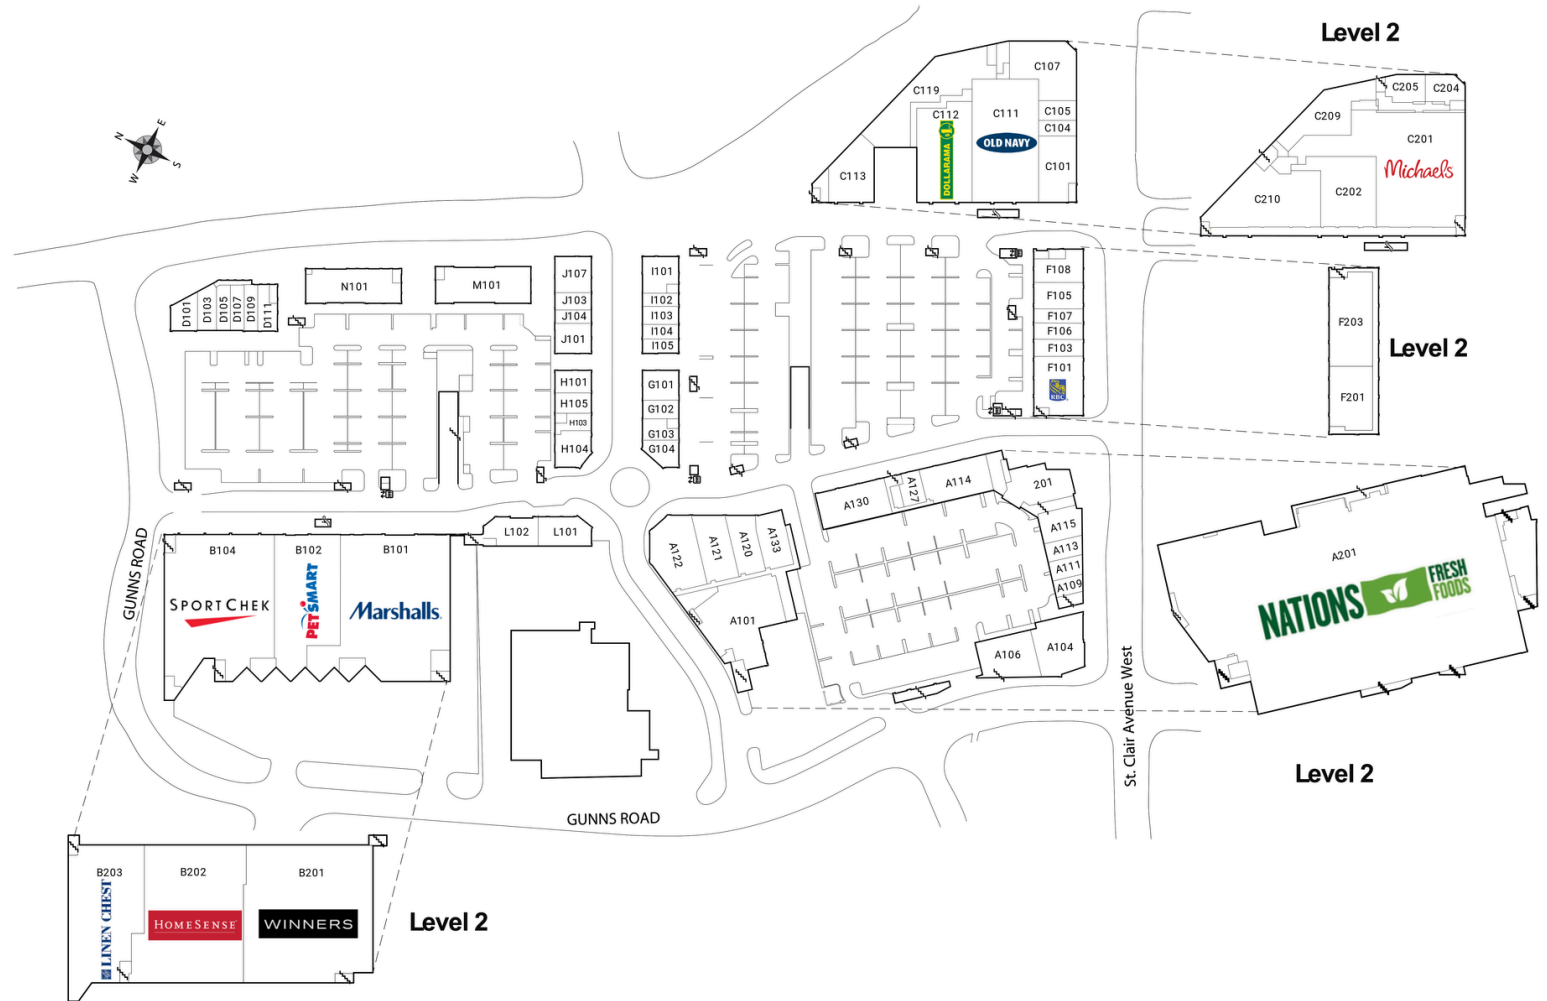 Level 2
N
E
W
S
C107
C119
C112
C111
C105
C104
C101
C113
DOLLARAMA
OLD NAVY
C205
C204
C209
C201
Michaels
C202
C210
D101
D103
D105
D107
D109
D111
N101
M101
J107
J103
J104
J101
I101
I102
I103
I104
I105
F108
F105
F107
F106
F103
F101
RBC
F203
F201
Level 2
H101
H105
H103
H104
G101
G102
G103
G104
A130
A127
A114
201
A115
A113
A111
A109
A106
A104
A122
A121
A120
A133
A101
L102
L101
B104
B102
B101
SPORTCHEK
PETSMART
Marshalls
GUNNS ROAD
A201
NATIONS
FRESH
FOODS
St. Clair Avenue West
Level 2
GUNNS ROAD
B203
B202
B201
LINEN CHEST
HOMESENSE
WINNERS
Level 2